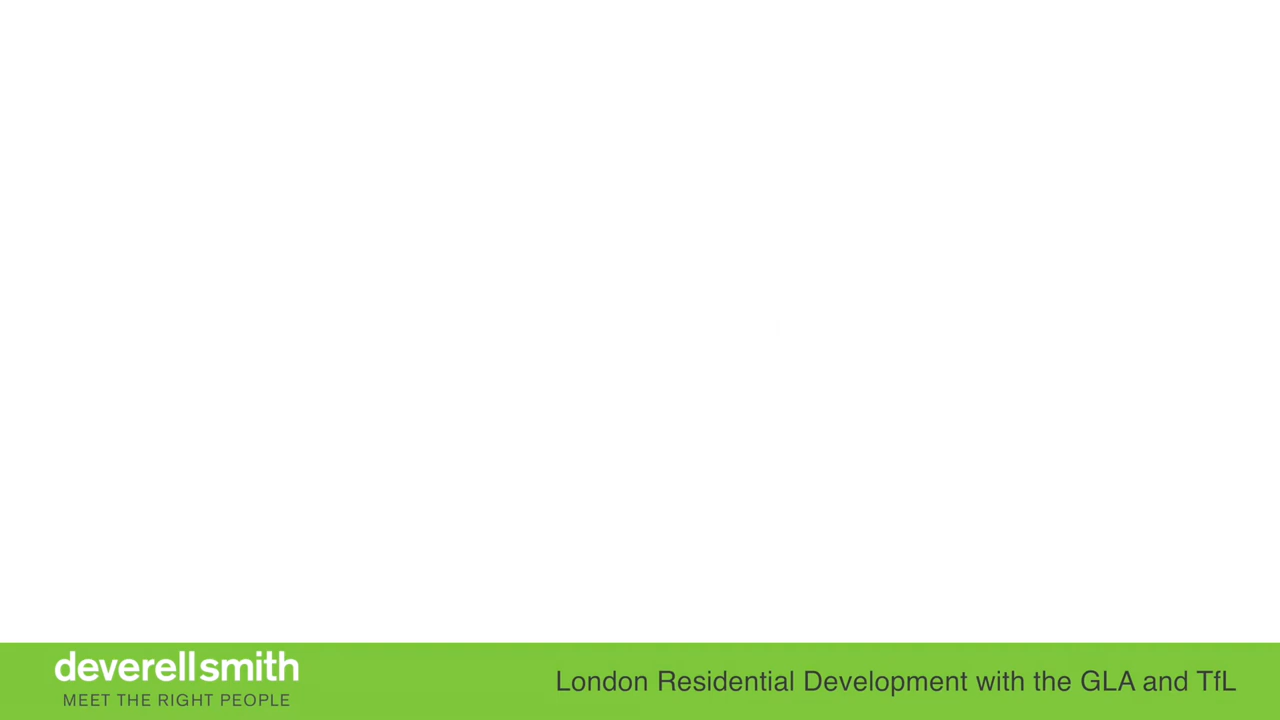 deverellsmith
MEET THE RIGHT PEOPLE
London Residential Development with the GLA and TfL